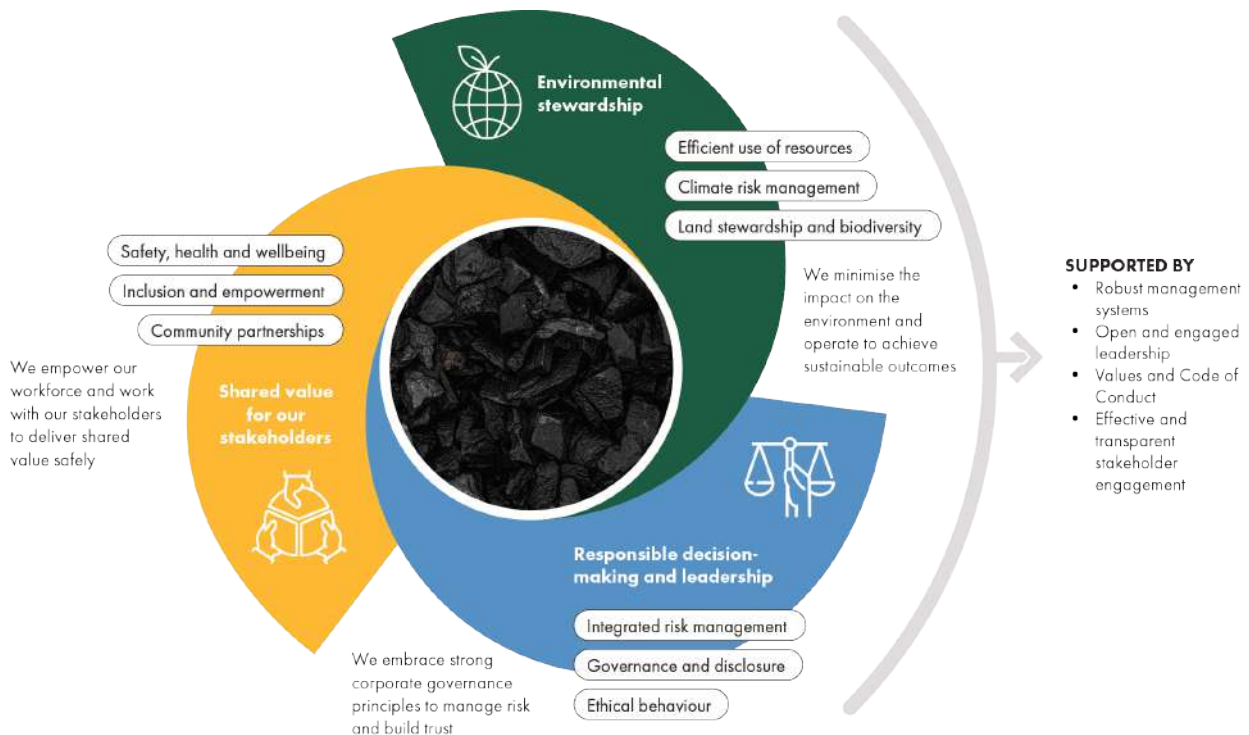 Environmental
stewardship
Efficient use of resources
Climate risk management
Land stewardship and biodiversity
We minimise the
impact on the
environment and
operate to achieve
sustainable outcomes
Safety, health and wellbeing
Inclusion and empowerment
Community partnerships
We empower our
workforce and work
with our stakeholders
to deliver shared
value safely
Shared value
for our
stakeholders
Responsible decision-
making and leadership
Integrated risk management
Governance and disclosure
Ethical behaviour
We embrace strong
corporate governance
principles to manage risk
and build trust
SUPPORTED BY
• Robust management
systems
• Open and engaged
leadership
• Values and Code of
Conduct
• Effective and
transparent
stakeholder
engagement